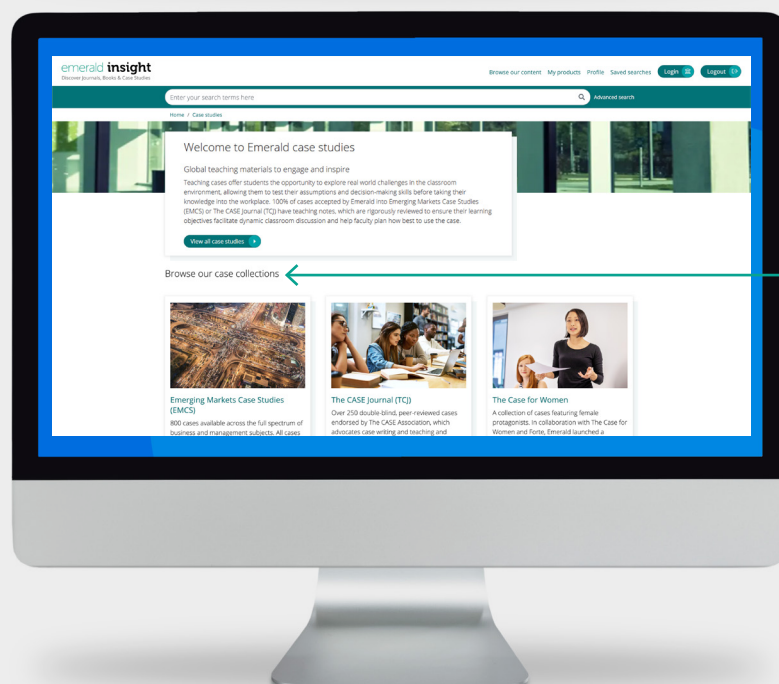 emerald insight
Discover Journals, Books & Case Studies
Browse our content My products Profile Saved searches Login Logout
Enter your search terms here
Advanced search
Home / Case studies
Welcome to Emerald case studies
Global teaching materials to engage and inspire
Teaching cases offer students the opportunity to explore real world challenges in the classroom
environment, allowing them to test their assumptions and decision-making skills before taking their
knowledge into the workplace. 100% of cases accepted by Emerald into Emerging Markets Case Studies
(EMCS) or The CASE Journal (TCJ) have teaching notes, which are rigorously reviewed to ensure their learning
objectives facilitate dynamic classroom discussion and help faculty plan how best to use the case.
View all case studies
Browse our case collections
Emerging Markets Case Studies
(EMCS)
800 cases available across the full spectrum of
business and management subjects. All cases
The CASE Journal (TCJ)
Over 250 double-blind, peer-reviewed cases
endorsed by The CASE Association, which
advocates case writing and teaching and
The Case for Women
A collection of cases featuring female
protagonists. In collaboration with The Case for
Women and Forte, Emerald launched a